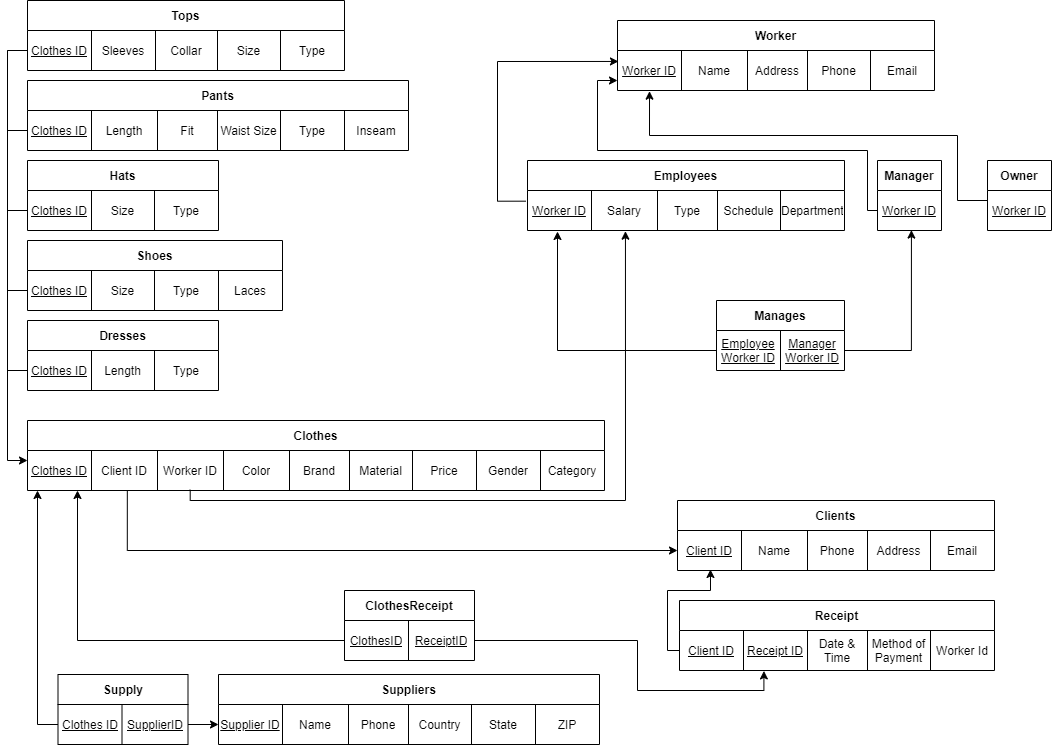 Tops
Clothes ID Sleeves Collar Size Type
Pants
Clothes ID Length Fit Waist Size Type Inseam
Hats
Clothes ID Size Type
Shoes
Clothes ID Size Type Laces
Dresses
Clothes ID Length Type
Worker
Worker ID Name Address Phone Email
Employees
Worker ID Salary Type Schedule Department
Manager
Worker ID
Owner
Worker ID
Manages
Employee Worker ID
Manager Worker ID
Clothes
Clothes ID Client ID Worker ID Color Brand Material Price Gender Category
Clients
Client ID Name Phone Address Email
ClothesReceipt
ClothesID ReceiptID
Receipt
Client ID Receipt ID Date & Time Method of Payment Worker Id
Supply
Clothes ID SupplierID
Suppliers
Supplier ID Name Phone Country State ZIP